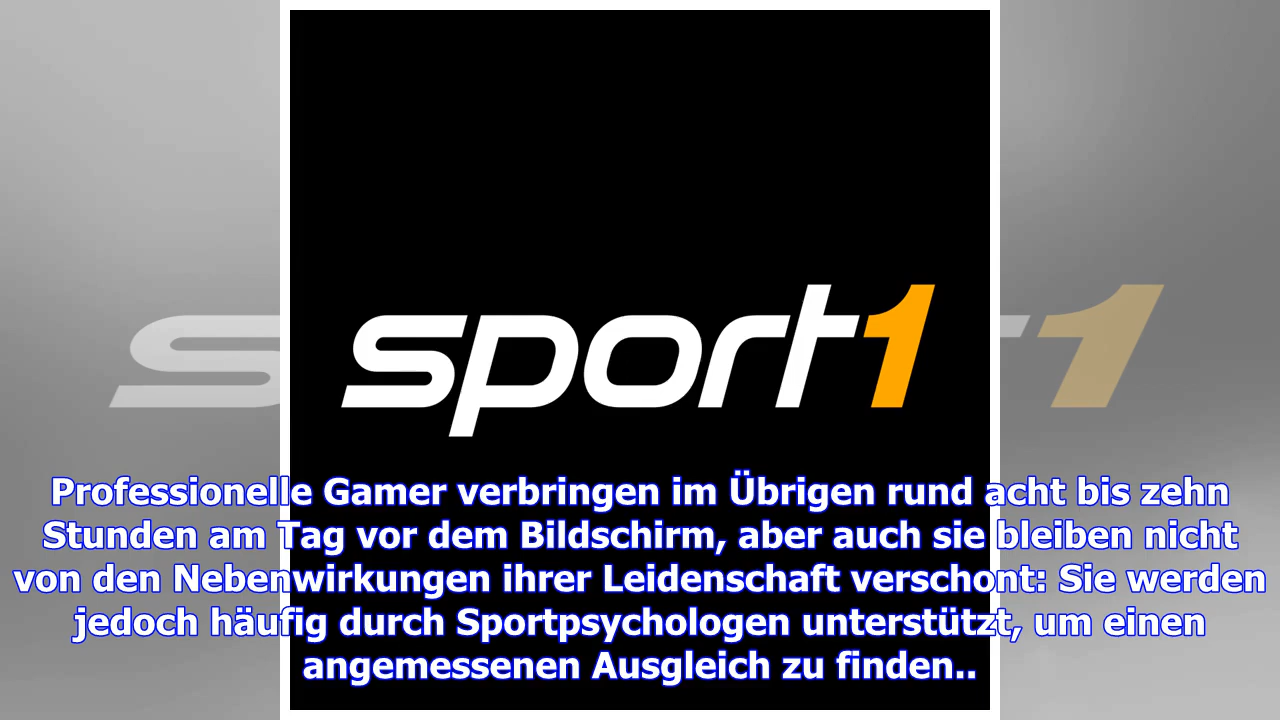 sport1
Professionelle Gamer verbringen im Übrigen rund acht bis zehn
Stunden am Tag vor dem Bildschirm, aber auch sie bleiben nicht
von den Nebenwirkungen ihrer Leidenschaft verschont: Sie werden
jedoch häufig durch Sportpsychologen unterstützt, um einen
angemessenen Ausgleich zu finden..